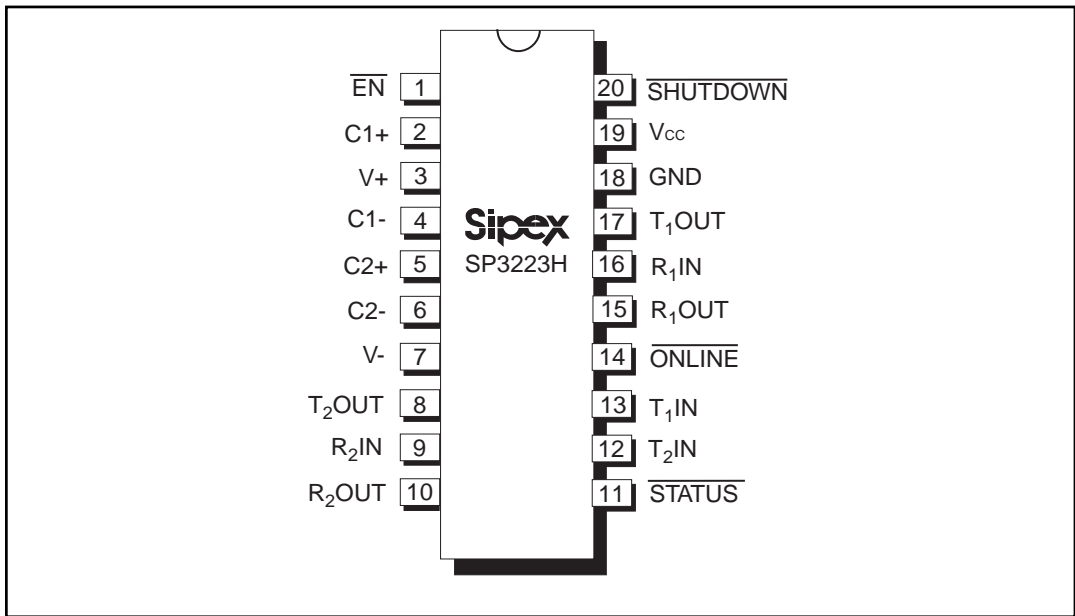 EN 1
C1+ 2
V+ 3
C1- 4
C2+ 5
C2- 6
V- 7
T₂OUT 8
R₂IN 9
R₂OUT 10
Sipex
SP3223H
20 SHUTDOWN
19 Vcc
18 GND
17 T₁OUT
16 R₁IN
15 R₁OUT
14 ONLINE
13 T₁IN
12 T₂IN
11 STATUS